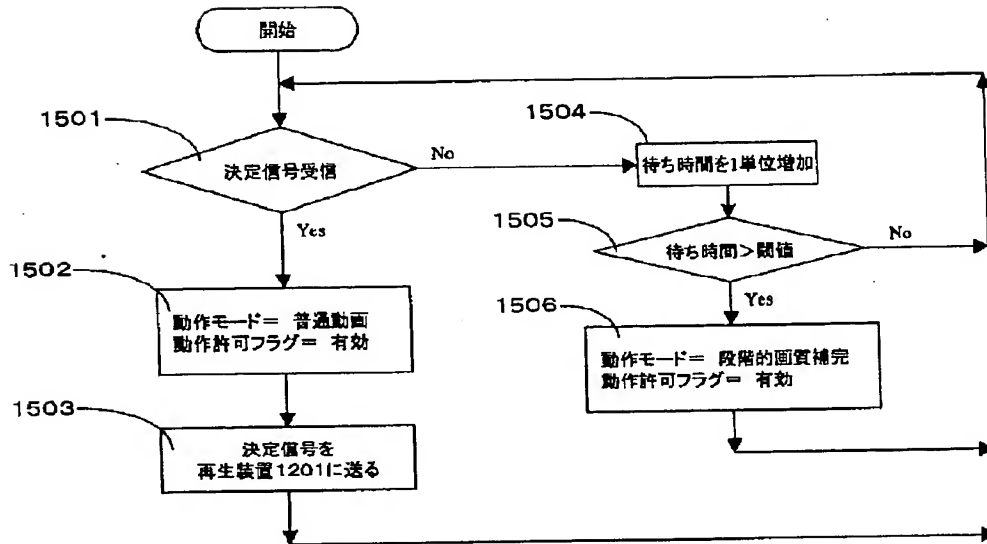 開始
1501
決定信号受信
No
Yes
1504
待ち時間を1単位増加
1505
待ち時間>閾値
No
Yes
1502
動作モード= 普通動画
動作許可フラグ= 有効
1506
動作モード= 段階的画質補完
動作許可フラグ= 有効
1503
決定信号を
再生装置1201に送る